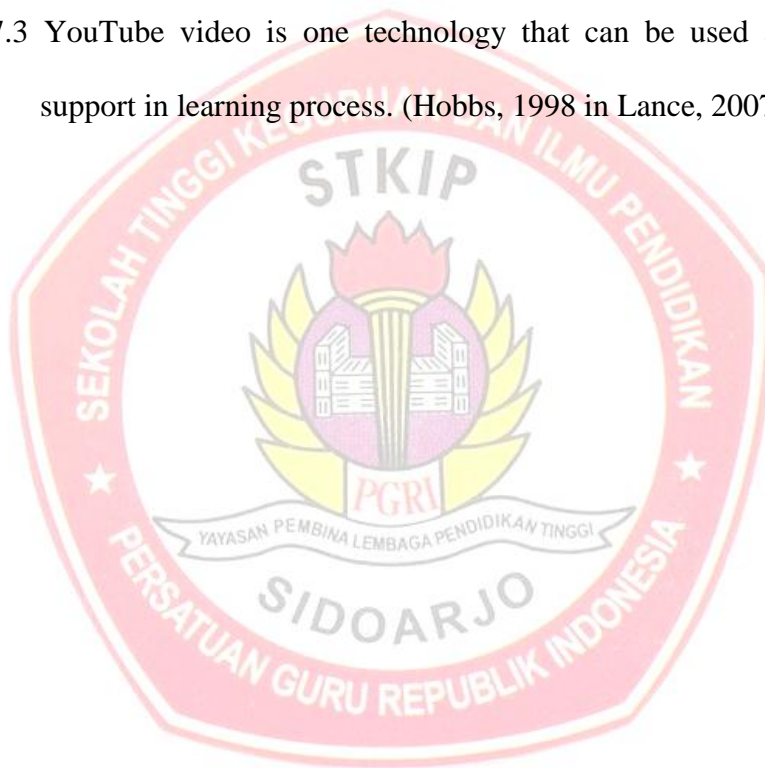 7.3 YouTube video is one technology that can be used
support in learning process. (Hobbs, 1998 in Lance, 2007
SEKOLAH TINGGI KEGURUAN DAN ILMU PENDIDIKAN
STKIP
PGRI
YAYASAN PEMBINA LEMBAGA PENDIDIKAN TINGGI
SIDOARJO
PERSATUAN GURU REPUBLIK INDONESIA